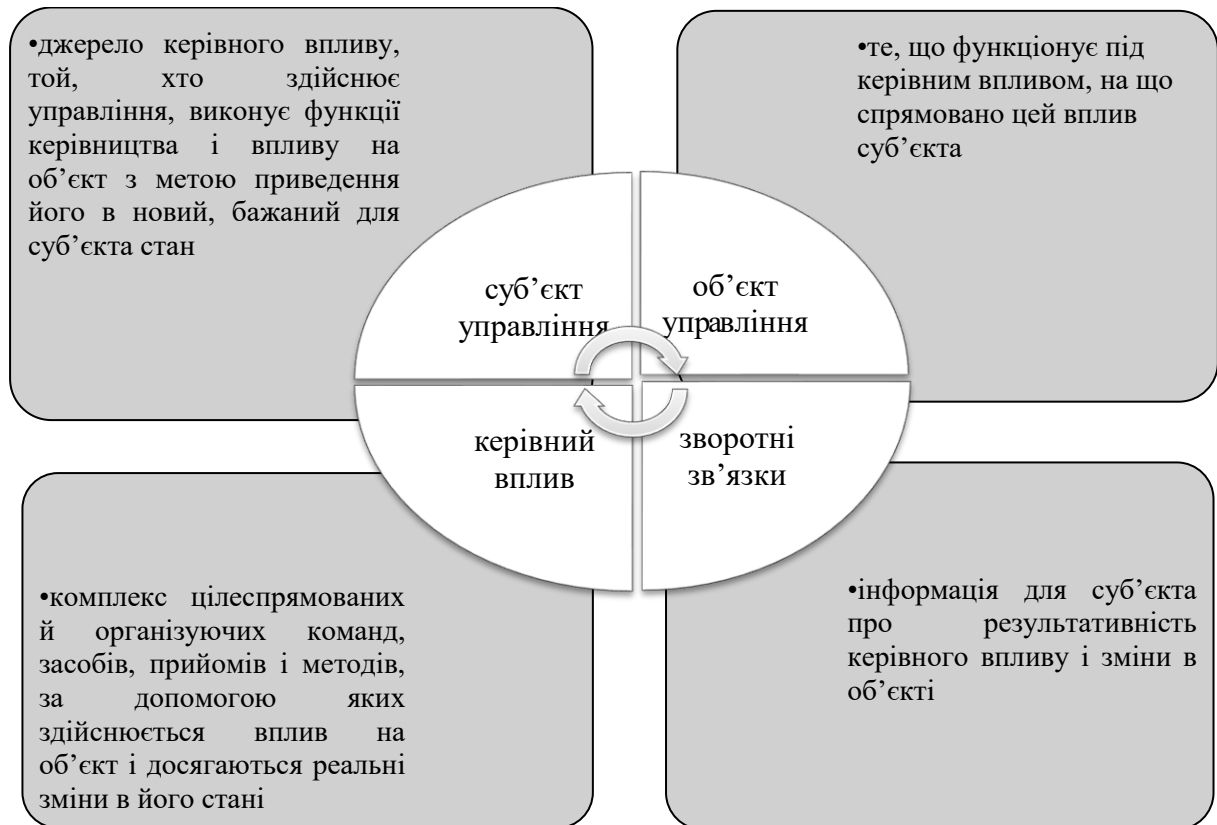 •джерело керівного впливу,
той, хто здійснює
управління, виконує функції
керівництва і впливу на
об’єкт з метою приведення
його в новий, бажаний для
суб’єкта стан
•те, що функціонує під
керівним впливом, на що
спрямовано цей вплив
суб’єкта
суб’єкт
управління
об’єкт
управління
керівний
вплив
зворотні
зв’язки
•комплекс цілеспрямованих
й організуючих команд,
засобів, прийомів і методів,
за допомогою яких
здійснюється вплив на
об’єкт і досягаються реальні
зміни в його стані
•інформація для суб’єкта
про результативність
керівного впливу і зміни в
об’єкті